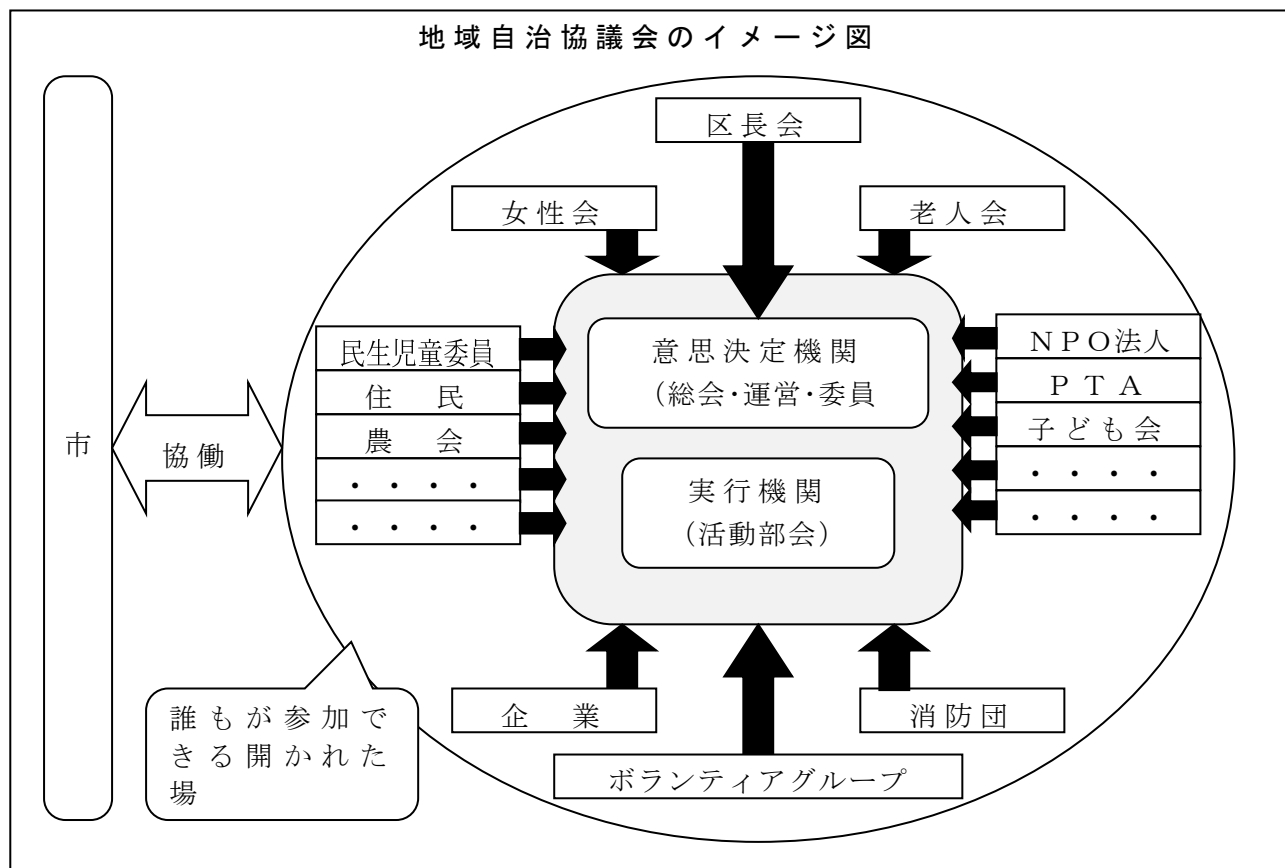 地域自治協議会のイメージ図
区長会
女性会
老人会
民生児童委員
住　民
農　会
・・・・
・・・・
意思決定機関
（総会・運営・委員
実行機関
（活動部会）
ＮＰＯ法人
ＰＴＡ
子ども会
・・・・
・・・・
市
協働
企　業
消防団
ボランティアグループ
誰もが参加で
きる開かれた
場